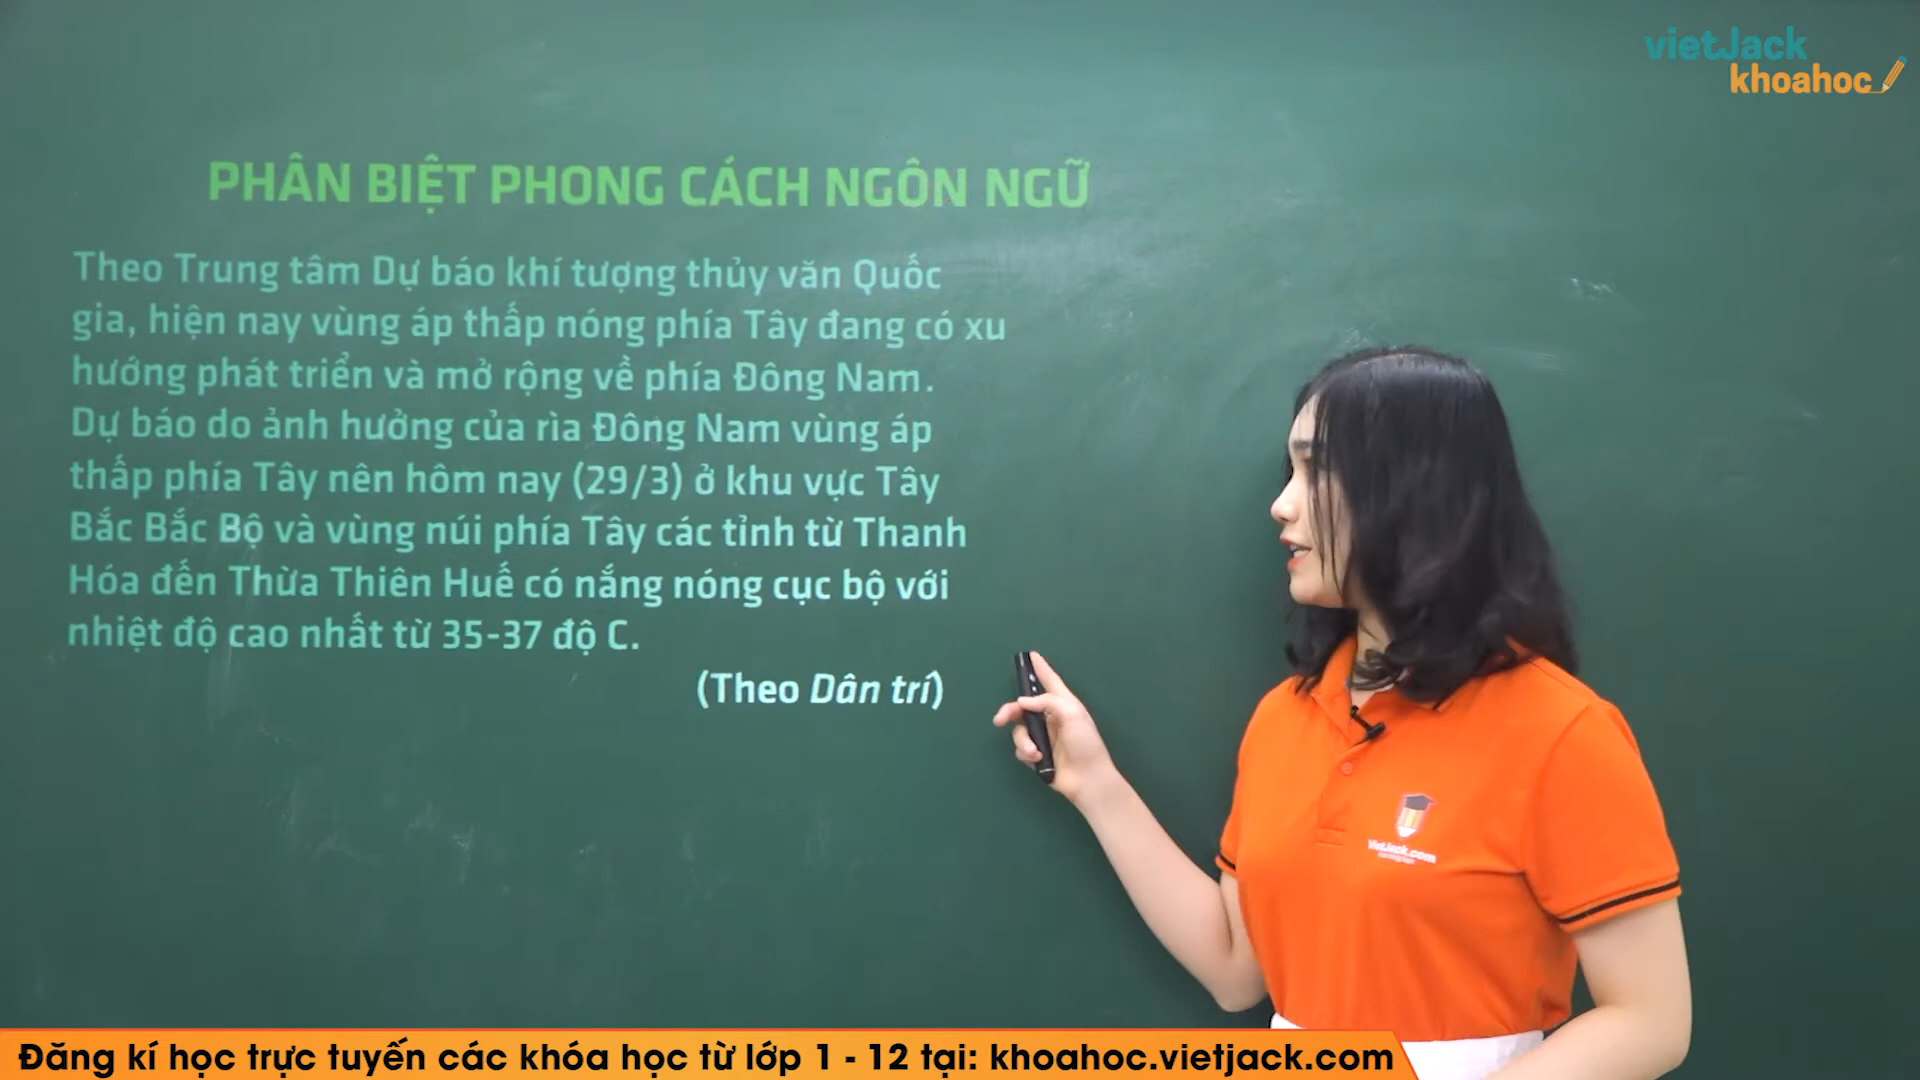 vietJack
khoahoc
PHÂN BIỆT PHONG CÁCH NGÔN NGỮ
Theo Trung tâm Dự báo khí tượng thủy văn Quốc
gia, hiện nay vùng áp thấp nóng phía Tây đang có xu
hướng phát triển và mở rộng về phía Đông Nam.
Dự báo do ảnh hưởng của rìa Đông Nam vùng áp
thấp phía Tây nên hôm nay (29/3) ở khu vực Tây
Bắc Bắc Bộ và vùng núi phía Tây các tỉnh từ Thanh
Hóa đến Thừa Thiên Huế có nắng nóng cục bộ với
nhiệt độ cao nhất từ 35-37 độ C.
(Theo Dân trí)
VietJack.com
Đăng kí học trực tuyến các khóa học từ lớp 1 - 12 tại: khoahoc.vietjack.com